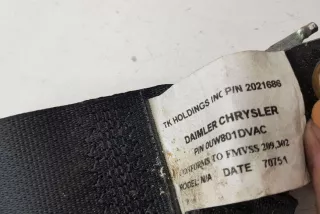 TK HOLDINGS INC P/N 2021686
DAIMLER CHRYSLER
P/N 0UW801DVAC
CONFORMS TO FMVSS 209, 302
MODEL: N/A DATE 70751